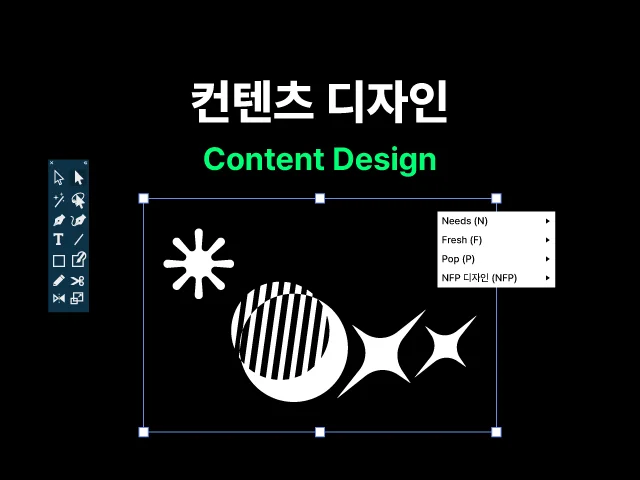 컨텐츠 디자인
Content Design
Needs (N)
Fresh (F)
Pop (P)
NFP 디자인 (NFP)